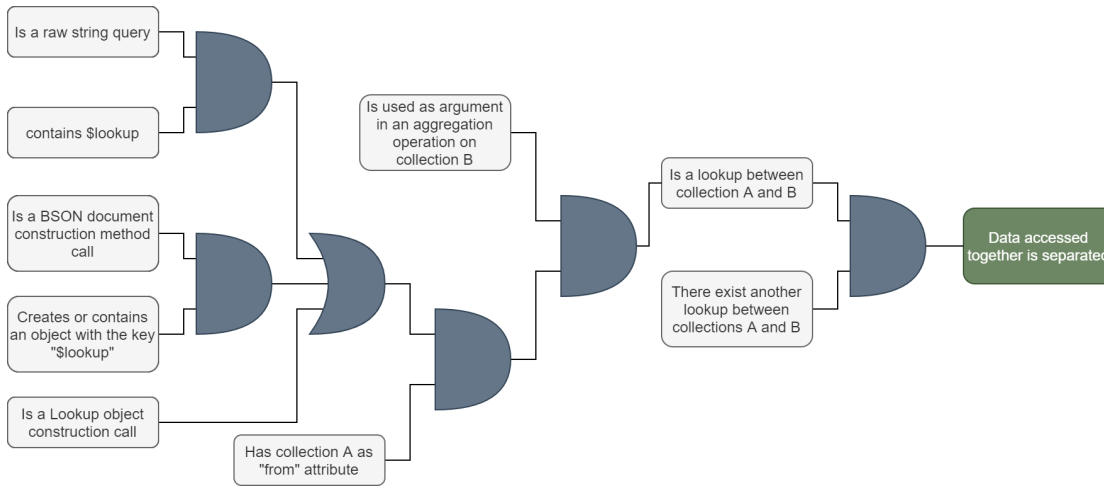 Is a raw string query
contains $lookup
Is a BSON document
construction method
call
Creates or contains
an object with the key
"$lookup"
Is a Lookup object
construction call
Has collection A as
"from" attribute
Is used as argument
in an aggregation
operation on
collection B
Is a lookup between
collection A and B
There exist another
lookup between
collections A and B
Data accessed
together is separated